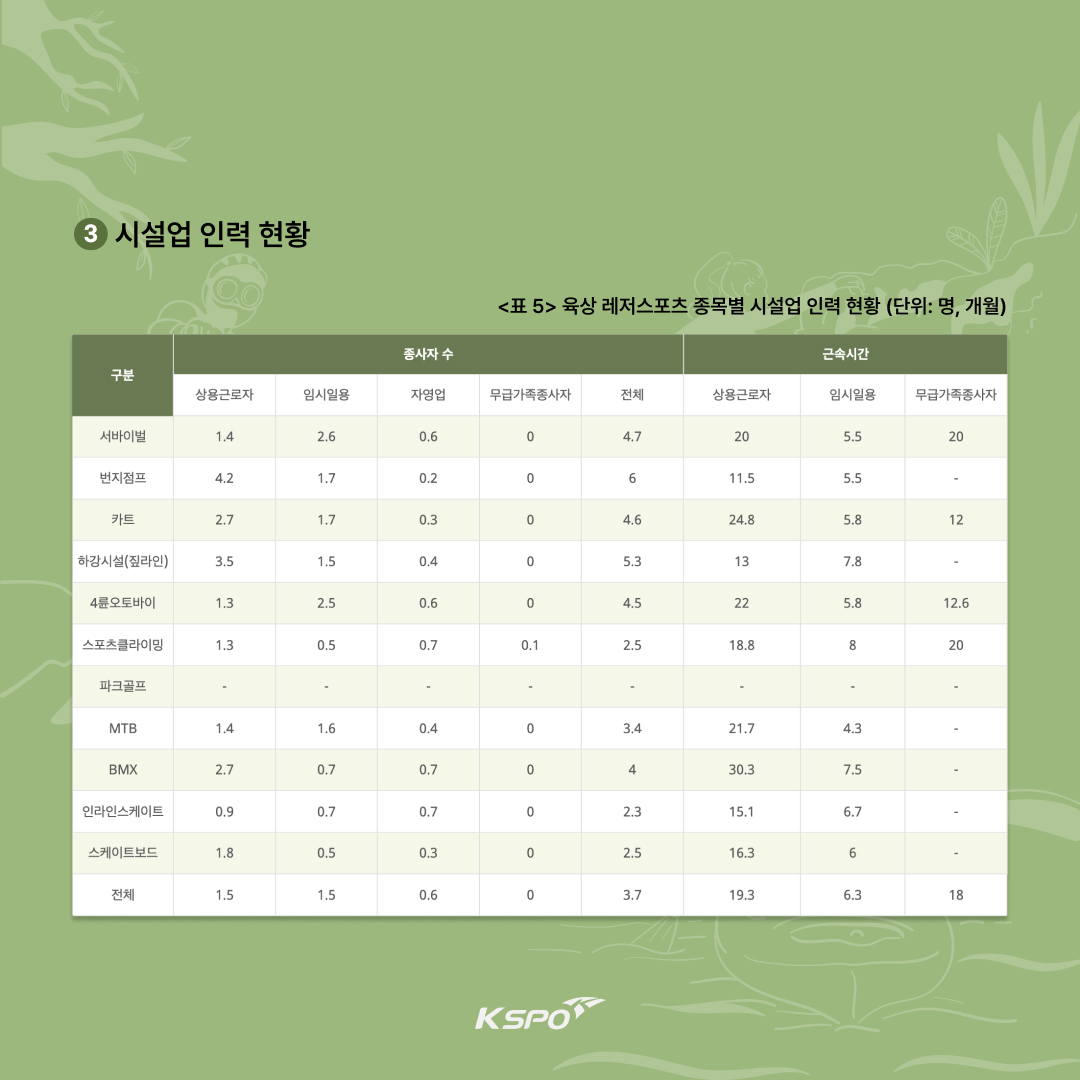 3 시설업 인력 현황
<표 5> 육상 레저스포츠 종목별 시설업 인력 현황 (단위: 명, 개월)
구분 종사자 수 근속시간
상용근로자 임시일용 자영업 무급가족종사자 전체 상용근로자 임시일용 무급가족종사자
서바이벌 1.4 2.6 0.6 0 4.7 20 5.5 20
번지점프 4.2 1.7 0.2 0 6 11.5 5.5 -
카트 2.7 1.7 0.3 0 4.6 24.8 5.8 12
하강시설(짚라인) 3.5 1.5 0.4 0 5.3 13 7.8 -
4륜오토바이 1.3 2.5 0.6 0 4.5 22 5.8 12.6
스포츠클라이밍 1.3 0.5 0.7 0.1 2.5 18.8 8 20
파크골프 - - - - - - - -
MTB 1.4 1.6 0.4 0 3.4 21.7 4.3 -
BMX 2.7 0.7 0.7 0 4 30.3 7.5 -
인라인스케이트 0.9 0.7 0.7 0 2.3 15.1 6.7 -
스케이트보드 1.8 0.5 0.3 0 2.5 16.3 6 -
전체 1.5 1.5 0.6 0 3.7 19.3 6.3 18
KSPO